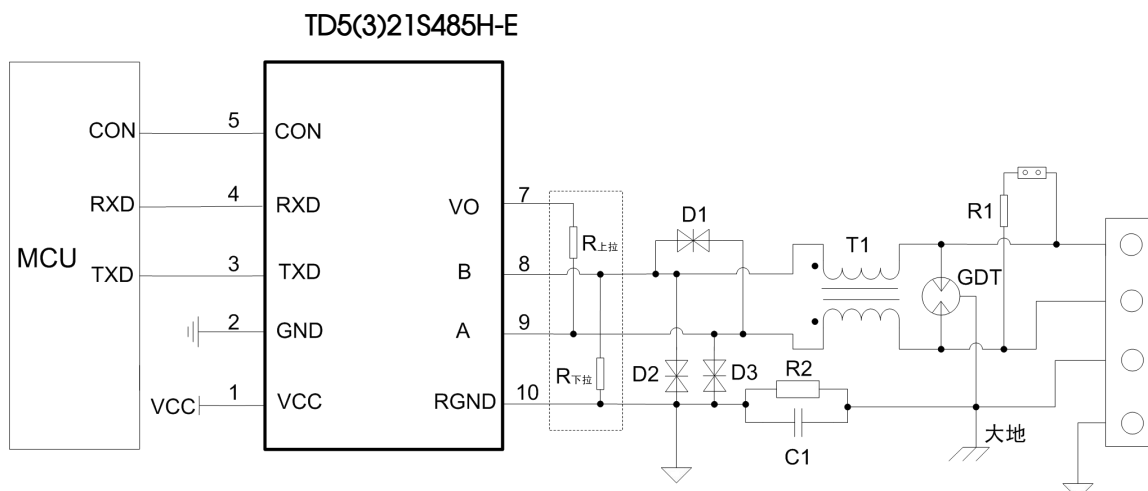 TD5(3)21S485H-E
MCU
CON 5 CON
RXD 4 RXD
TXD 3 TXD
2 GND
VCC 1 VCC
VO 7
B 8
A 9
RGND 10
R上拉
R下拉
D1
D2
D3
T1
R2
C1
GDT
R1
大地